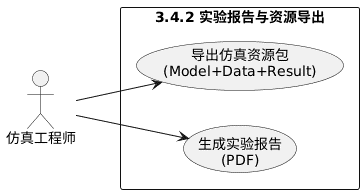 3.4.2 实验报告与资源导出
导出仿真资源包
(Model+Data+Result)
仿真工程师
生成实验报告
(PDF)